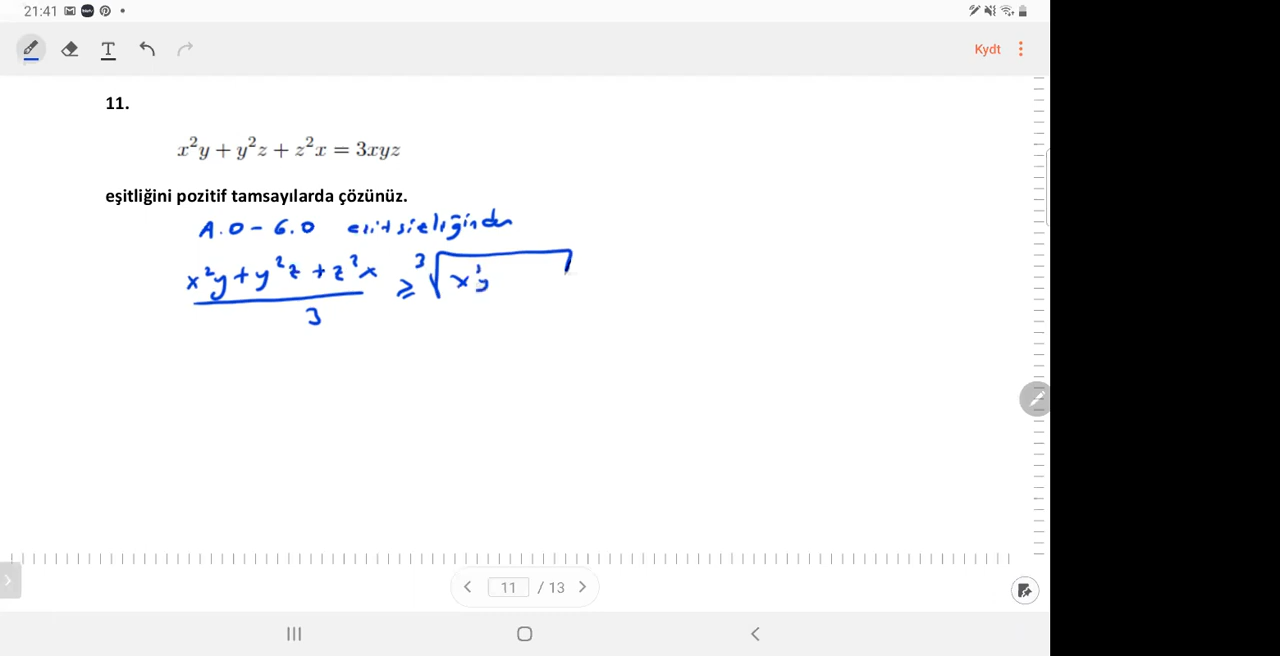 21:41
T
Kydt
11.
x²y + y²z + z²x = 3xyz
eşitliğini pozitif tamsayılarda çözünüz.
A.O - G.O eşitsizliğinden
x²y + y²z + z²x / 3 ≥ ³√x³y
11 / 13